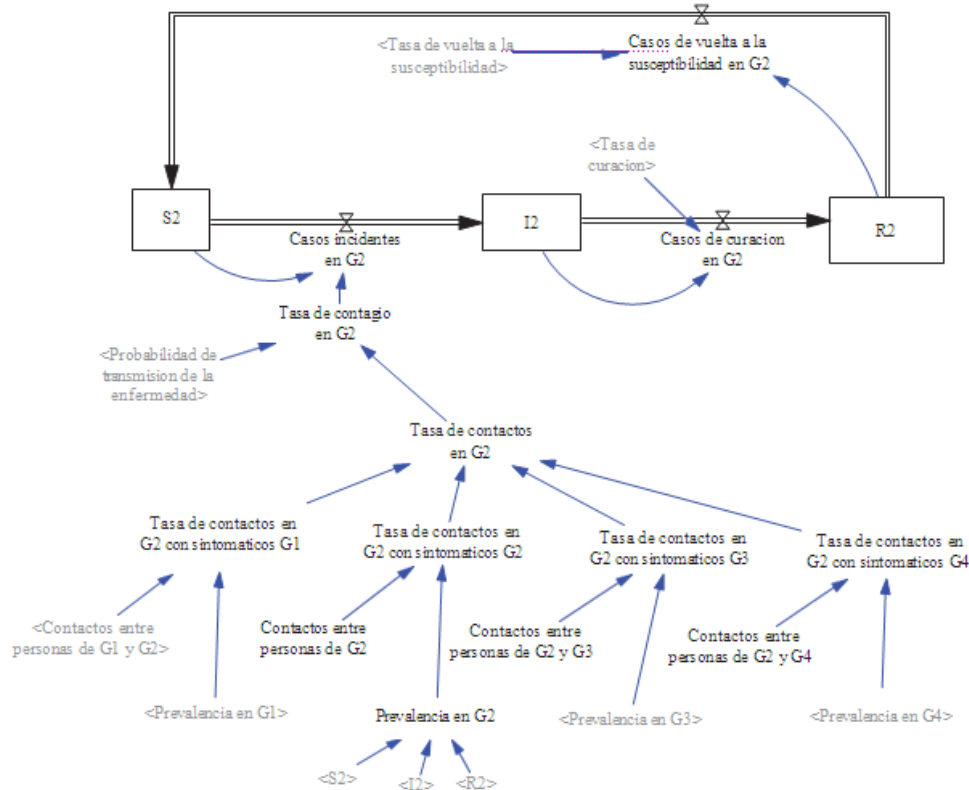 <Tasa de vuelta a la
susceptibilidad>
Casos de vuelta a la
susceptibilidad en G2
<Tasa de
curacion>
S2
I2
R2
Casos incidentes
en G2
Casos de curacion
en G2
Tasa de contagio
en G2
<Probabilidad de
transmision de la
enfermedad>
Tasa de contactos
en G2
Tasa de contactos en
G2 con sintomaticos G1
Tasa de contactos en
G2 con sintomaticos G2
Tasa de contactos en
G2 con sintomaticos G3
Tasa de contactos en
G2 con sintomaticos G4
<Contactos entre
personas de G1 y G2>
Contactos entre
personas de G2
Contactos entre
personas de G2 y G3
Contactos entre
personas de G2 y G4
<Prevalencia en G1>
Prevalencia en G2
<Prevalencia en G3>
<Prevalencia en G4>
<S2>
<I2>
<R2>